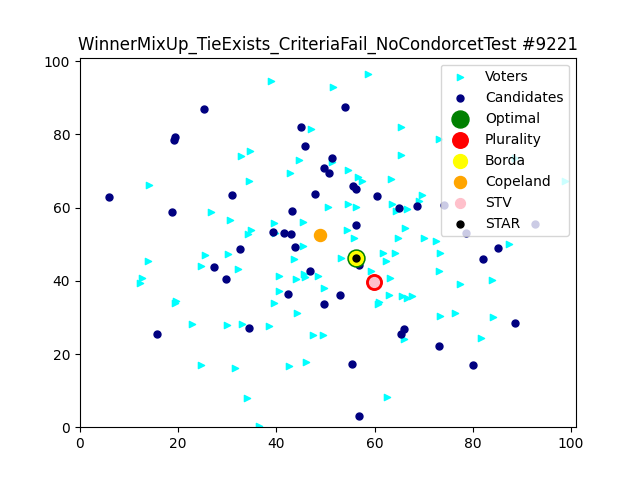 WinnerMixUp_TieExists_CriteriaFail_NoCondorcetTest #9221
100
80
60
40
20
0
0
20
40
60
80
100
Voters
Candidates
Optimal
Plurality
Borda
Copeland
STV
STAR